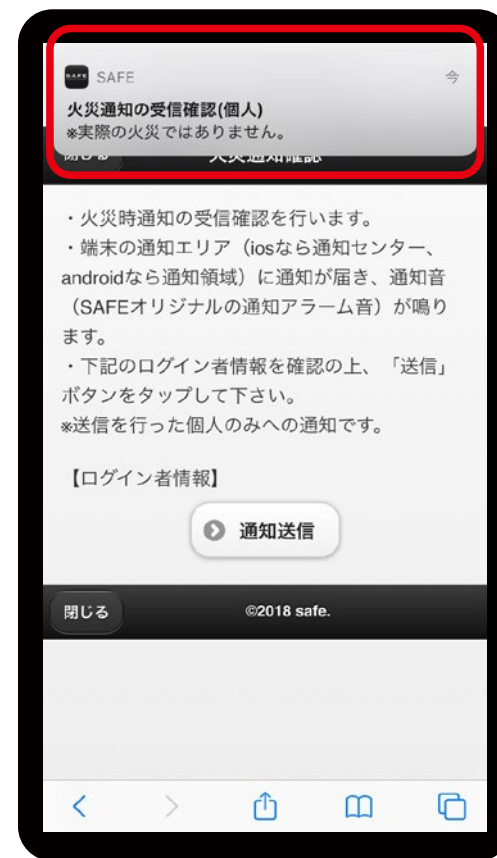 SAFE
SAFE 今
火災通知の受信確認(個人)
※実際の火災ではありません。
閉じる 火災通知確認
・火災時通知の受信確認を行います。
・端末の通知エリア（iosなら通知センター、
androidなら通知領域）に通知が届き、通知音
（SAFEオリジナルの通知アラーム音）が鳴り
ます。
・下記のログイン者情報を確認の上、「送信」
ボタンをタップして下さい。
※送信を行った個人のみへの通知です。
【ログイン者情報】
通知送信
閉じる ©2018 safe.